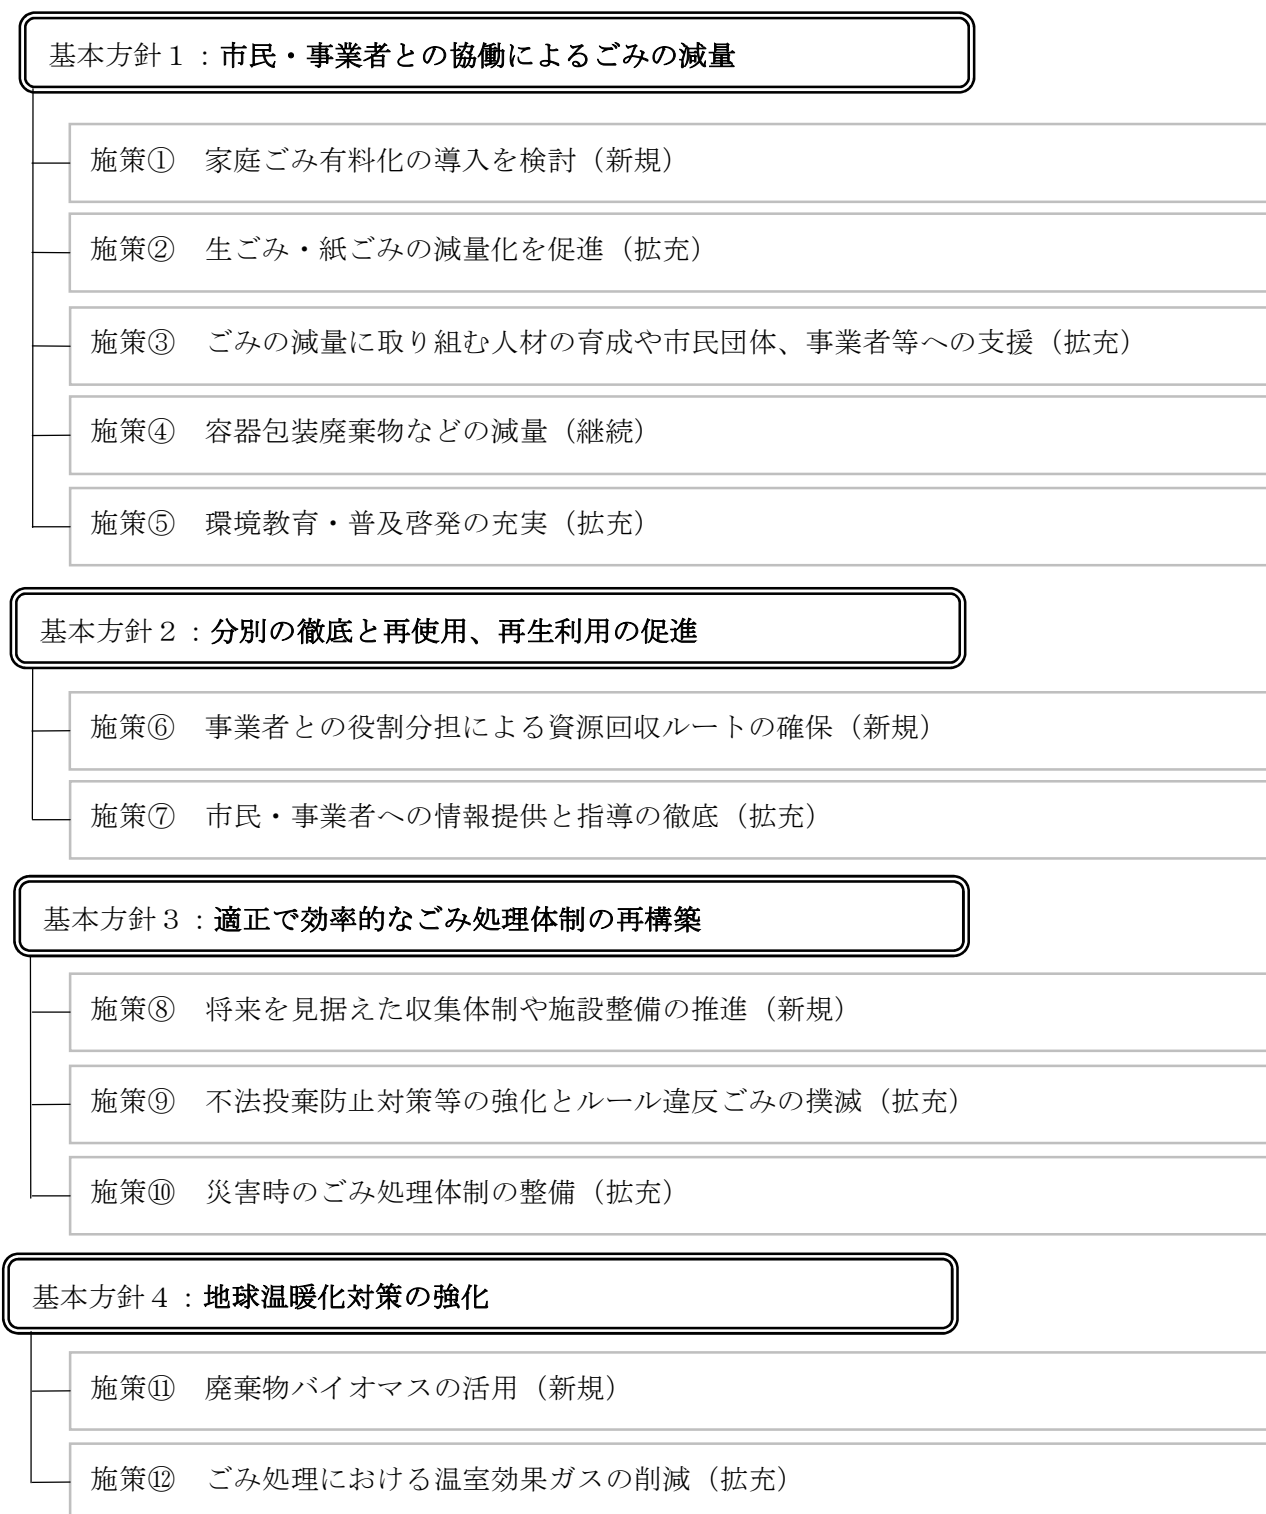 基本方針１：市民・事業者との協働によるごみの減量
施策①　家庭ごみ有料化の導入を検討（新規）
施策②　生ごみ・紙ごみの減量化を促進（拡充）
施策③　ごみの減量に取り組む人材の育成や市民団体、事業者等への支援（拡充）
施策④　容器包装廃棄物などの減量（継続）
施策⑤　環境教育・普及啓発の充実（拡充）
基本方針２：分別の徹底と再使用、再生利用の促進
施策⑥　事業者との役割分担による資源回収ルートの確保（新規）
施策⑦　市民・事業者への情報提供と指導の徹底（拡充）
基本方針３：適正で効率的なごみ処理体制の再構築
施策⑧　将来を見据えた収集体制や施設整備の推進（新規）
施策⑨　不法投棄防止対策等の強化とルール違反ごみの撲滅（拡充）
施策⑩　災害時のごみ処理体制の整備（拡充）
基本方針４：地球温暖化対策の強化
施策⑪　廃棄物バイオマスの活用（新規）
施策⑫　ごみ処理における温室効果ガスの削減（拡充）